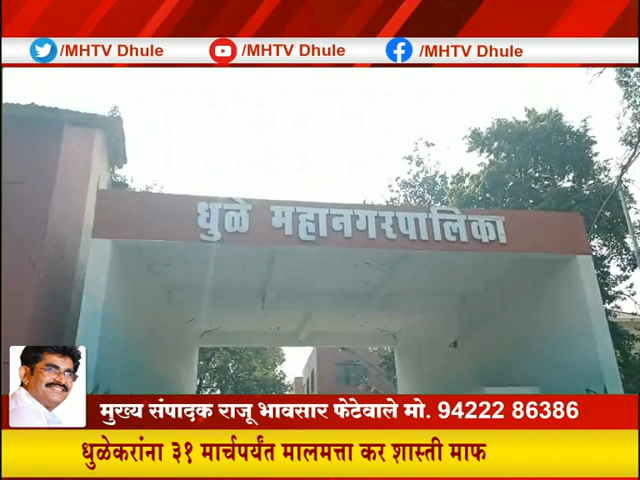 /MHTV Dhule /MHTV Dhule /MHTV Dhule
धुळे महानगरपालिका
मुख्य संपादक राजू भावसार फेटेवाले मो. 94222 86386
धुळेकरांना ३१ मार्चपर्यंत मालमत्ता कर शास्ती माफ